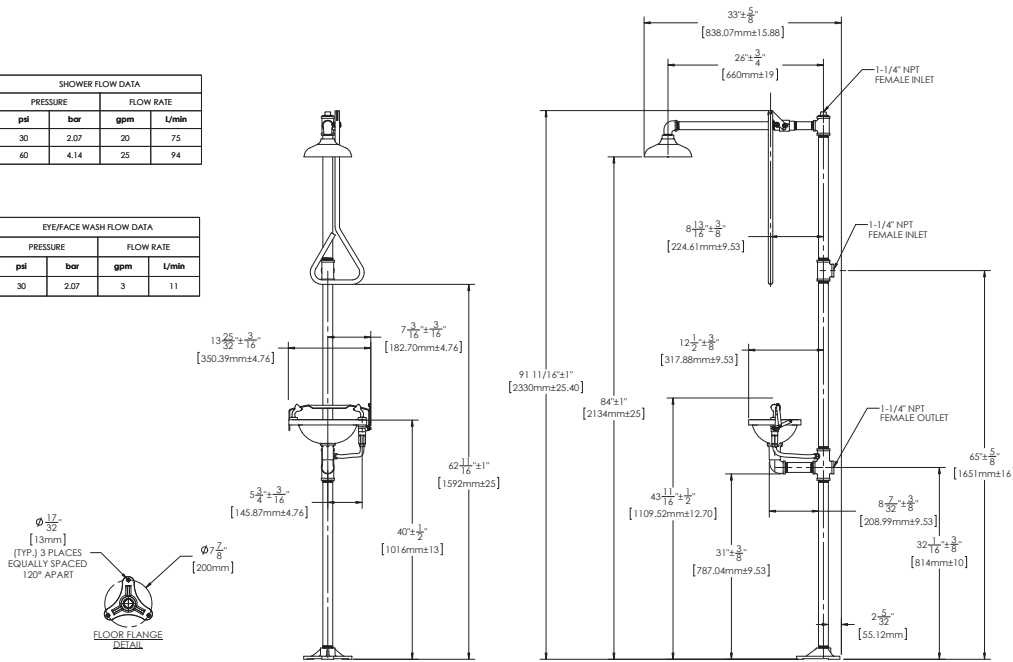 SHOWER FLOW DATA
PRESSURE FLOW RATE
psi bar gpm L/min
30 2.07 20 75
60 4.14 25 94
EYE/FACE WASH FLOW DATA
PRESSURE FLOW RATE
psi bar gpm L/min
30 2.07 3 11
13 25/32"± 3/16"
[350.39mm±4.76]
7 3/16"± 3/16"
[182.70mm±4.76]
5 3/4"± 3/16"
[145.87mm±4.76]
62 11/16"±1"
[1592mm±25]
40"± 1/2"
[1016mm±13]
Ø 17/32"
[13mm]
(TYP.) 3 PLACES
EQUALLY SPACED
120° APART
Ø7 7/8"
[200mm]
FLOOR FLANGE
DETAIL
33"± 5/8"
[838.07mm±15.88]
26"± 3/4"
[660mm±19]
1-1/4" NPT
FEMALE INLET
8 13/16"± 3/8"
[224.61mm±9.53]
1-1/4" NPT
FEMALE INLET
12 1/2"± 3/8"
[317.88mm±9.53]
91 11/16"±1"
[2330mm±25.40]
84"±1"
[2134mm±25]
1-1/4" NPT
FEMALE OUTLET
65"± 5/8"
[1651mm±16
43 11/16"± 1/2"
[1109.52mm±12.70]
8 7/32"± 3/8"
[208.99mm±9.53]
31"± 3/8"
[787.04mm±9.53]
32 1/16"± 3/8"
[814mm±10]
2 5/32"
[55.12mm]